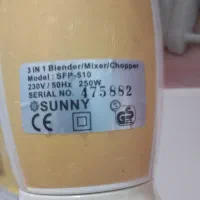 3 IN 1 Blender/Mixer/Chopper
Model : SFP-510
230V / 50Hz 250W
SERIAL NO. 475882
SUNNY
CE